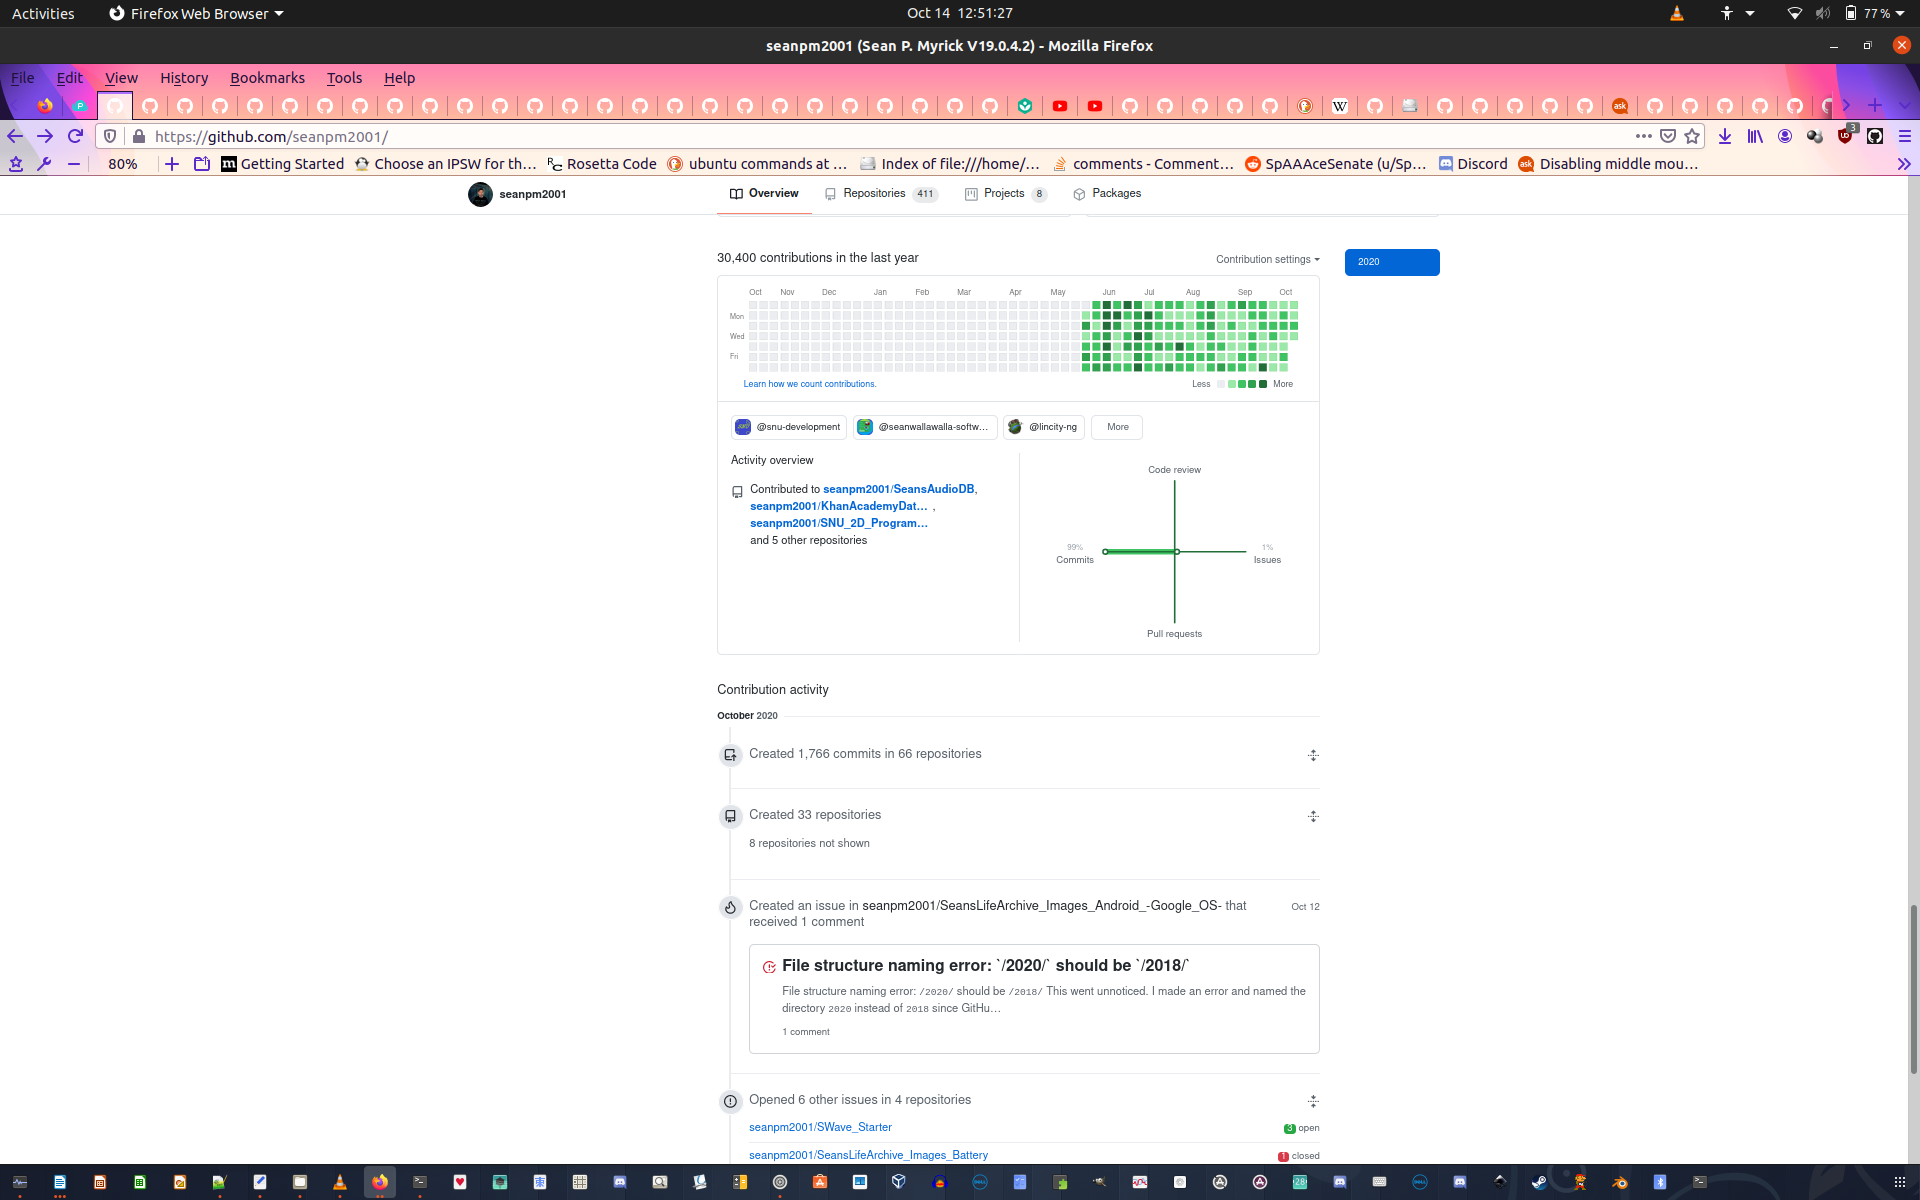 Activities
Firefox Web Browser
Oct 14 12:51:27
77 %
seanpm2001 (Sean P. Myrick V19.0.4.2) - Mozilla Firefox
File Edit View History Bookmarks Tools Help
https://github.com/seanpm2001/
3
80%
Getting Started
Choose an IPSW for th…
Rosetta Code
ubuntu commands at …
Index of file:///home/…
comments - Comment…
SpAAAceSenate (u/Sp…
Discord
Disabling middle mou…
seanpm2001
Overview
Repositories 411
Projects 8
Packages
30,400 contributions in the last year
Contribution settings
2020
Oct Nov Dec Jan Feb Mar Apr May Jun Jul Aug Sep Oct
Mon
Wed
Fri
Learn how we count contributions.
Less
More
@snu-development
@seanwallawalla-softw…
@lincity-ng
More
Activity overview
Contributed to seanpm2001/SeansAudioDB,
seanpm2001/KhanAcademyDat… ,
seanpm2001/SNU_2D_Program…
and 5 other repositories
Code review
99%
Commits
1%
Issues
Pull requests
Contribution activity
October 2020
Created 1,766 commits in 66 repositories
Created 33 repositories
8 repositories not shown
Created an issue in seanpm2001/SeansLifeArchive_Images_Android_-Google_OS- that
received 1 comment
Oct 12
File structure naming error: `/2020/` should be `/2018/`
File structure naming error: /2020/ should be /2018/ This went unnoticed. I made an error and named the
directory 2020 instead of 2018 since GitHu…
1 comment
Opened 6 other issues in 4 repositories
seanpm2001/SWave_Starter
3 open
seanpm2001/SeansLifeArchive_Images_Battery
1 closed